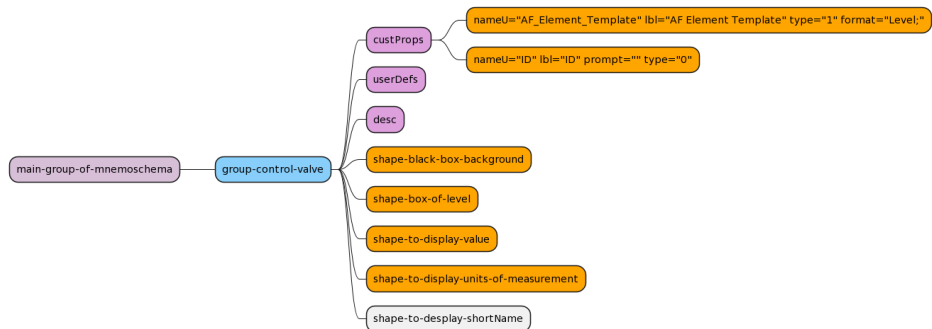 nameU="AF_Element_Template" lbl="AF Element Template" type="1" format="Level;"
custProps
nameU="ID" lbl="ID" prompt="" type="0"
userDefs
desc
shape-black-box-background
main-group-of-mnemoschema
group-control-valve
shape-box-of-level
shape-to-display-value
shape-to-display-units-of-measurement
shape-to-desplay-shortName